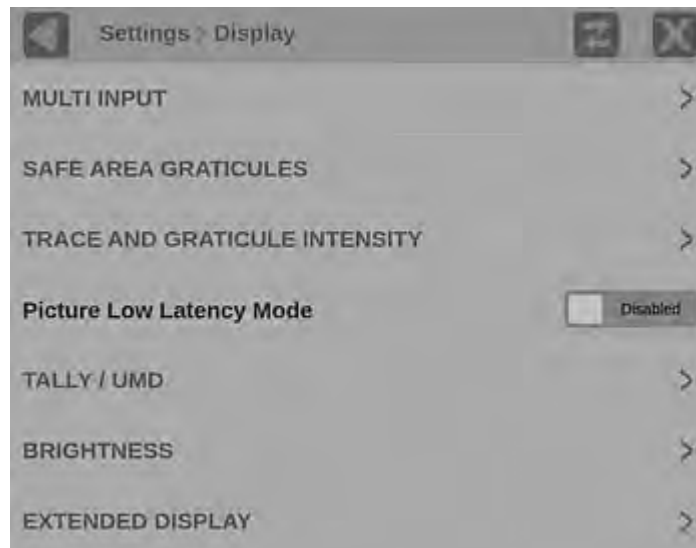 Settings > Display
MULTI INPUT
SAFE AREA GRATICULES
TRACE AND GRATICULE INTENSITY
Picture Low Latency Mode
Disabled
TALLY / UMD
BRIGHTNESS
EXTENDED DISPLAY